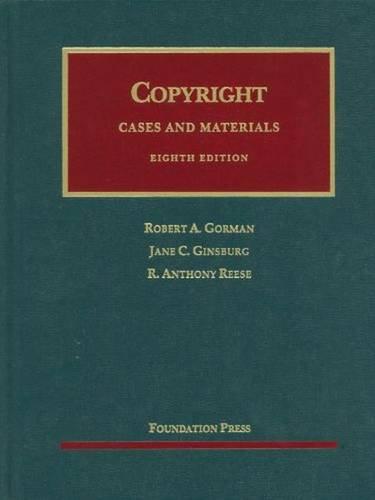 COPYRIGHT
CASES AND MATERIALS
EIGHTH EDITION
ROBERT A. GORMAN
JANE C. GINSBURG
R. ANTHONY REESE
FOUNDATION PRESS